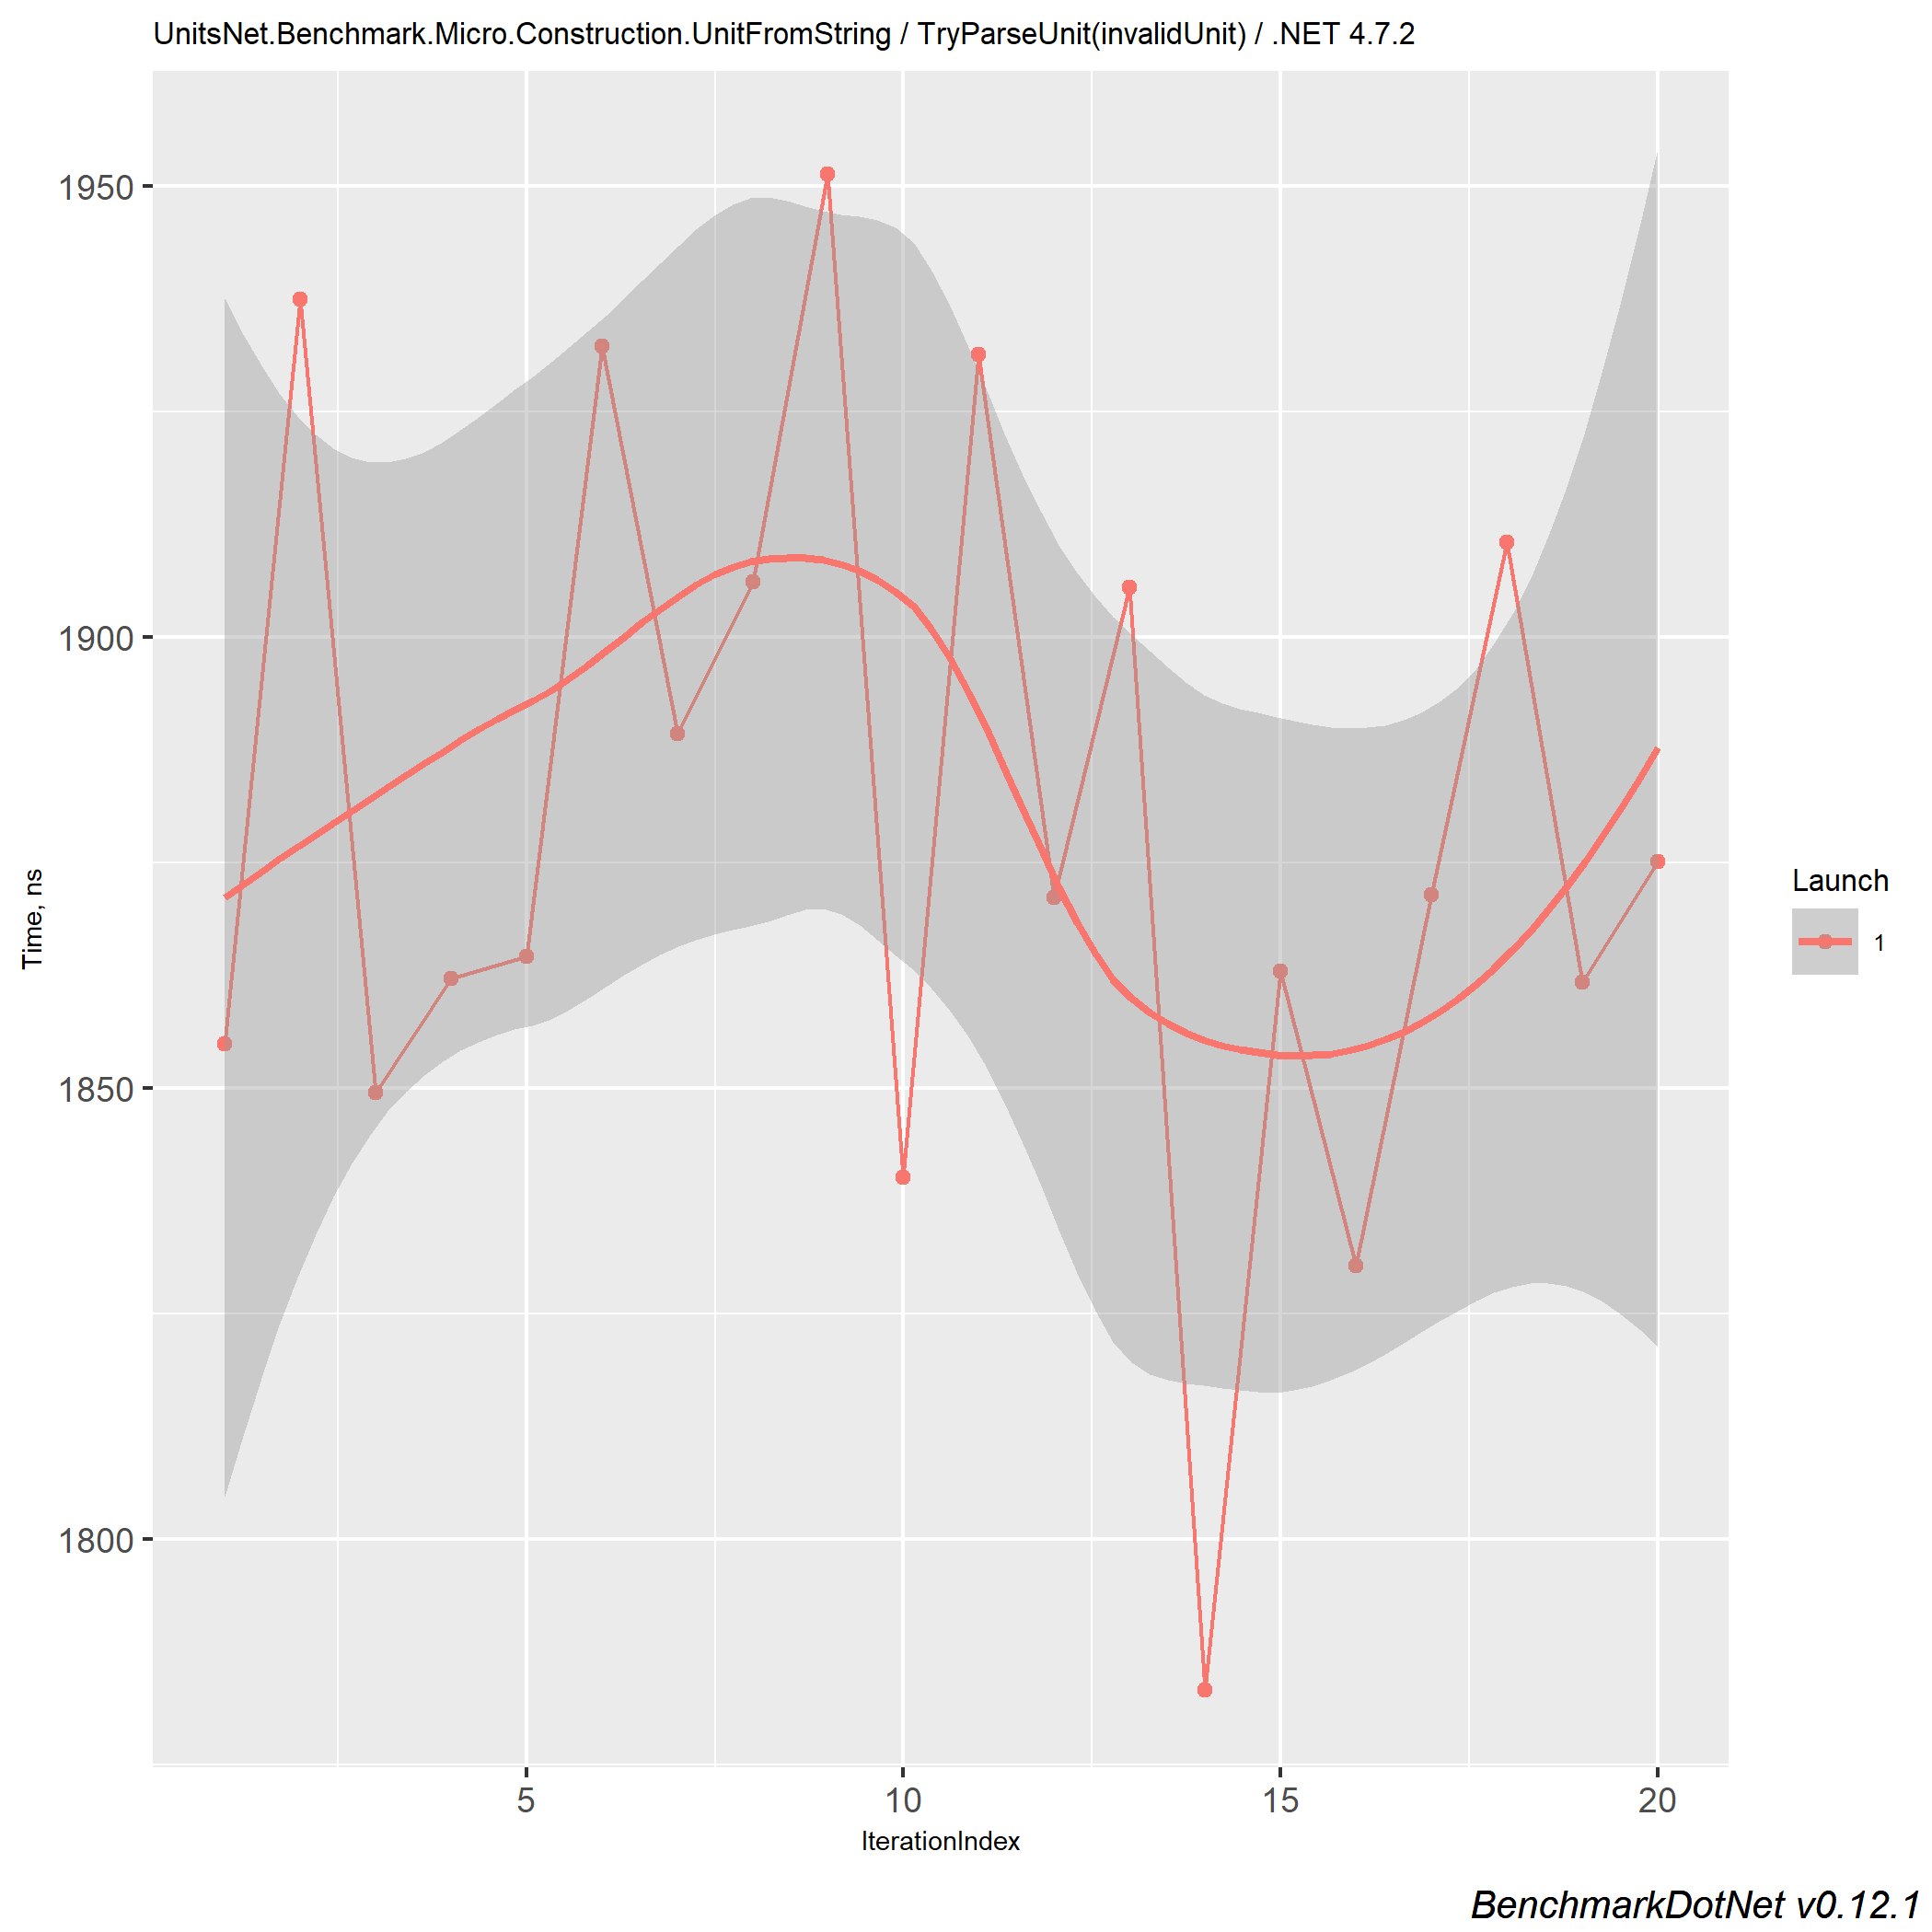 UnitsNet.Benchmark.Micro.Construction.UnitFromString / TryParseUnit(invalidUnit) / .NET 4.7.2
1950
1900
1850
1800
Time, ns
5 10 15 20
IterationIndex
Launch
1
BenchmarkDotNet v0.12.1